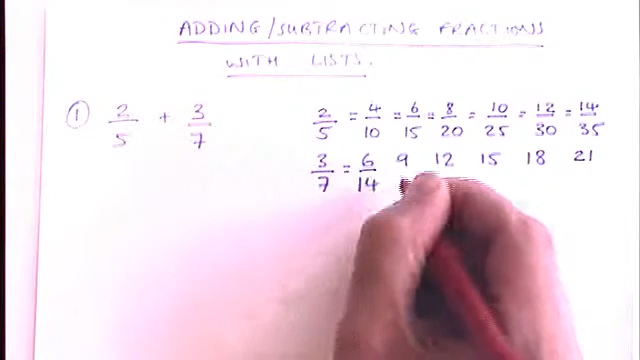 ADDING/SUBTRACTING FRACTIONS
WITH LISTS.
① 2/5 + 3/7
2/5 = 4/10 = 6/15 = 8/20 = 10/25 = 12/30 = 14/35
3/7 = 6/14 9 12 15 18 21